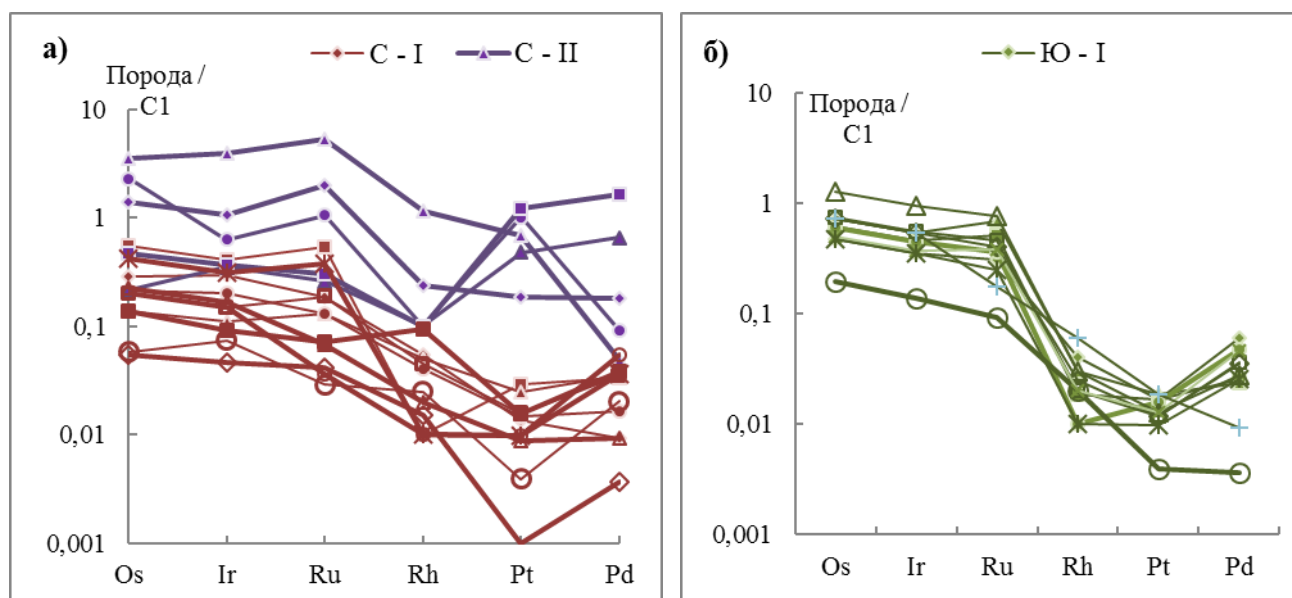 а)
С - I
С - II
Порода /
С1
10
1
0,1
0,01
0,001
Os
Ir
Ru
Rh
Pt
Pd
б)
Ю - I
Порода /
С1
10
1
0,1
0,01
0,001
Os
Ir
Ru
Rh
Pt
Pd